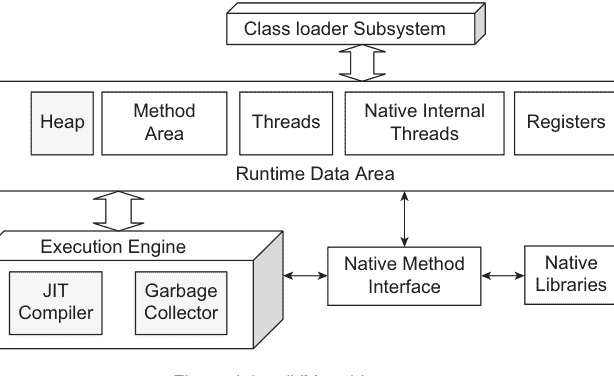 Class loader Subsystem
Heap
Method
Area
Threads
Native Internal
Threads
Registers
Runtime Data Area
Execution Engine
JIT
Compiler
Garbage
Collector
Native Method
Interface
Native
Libraries